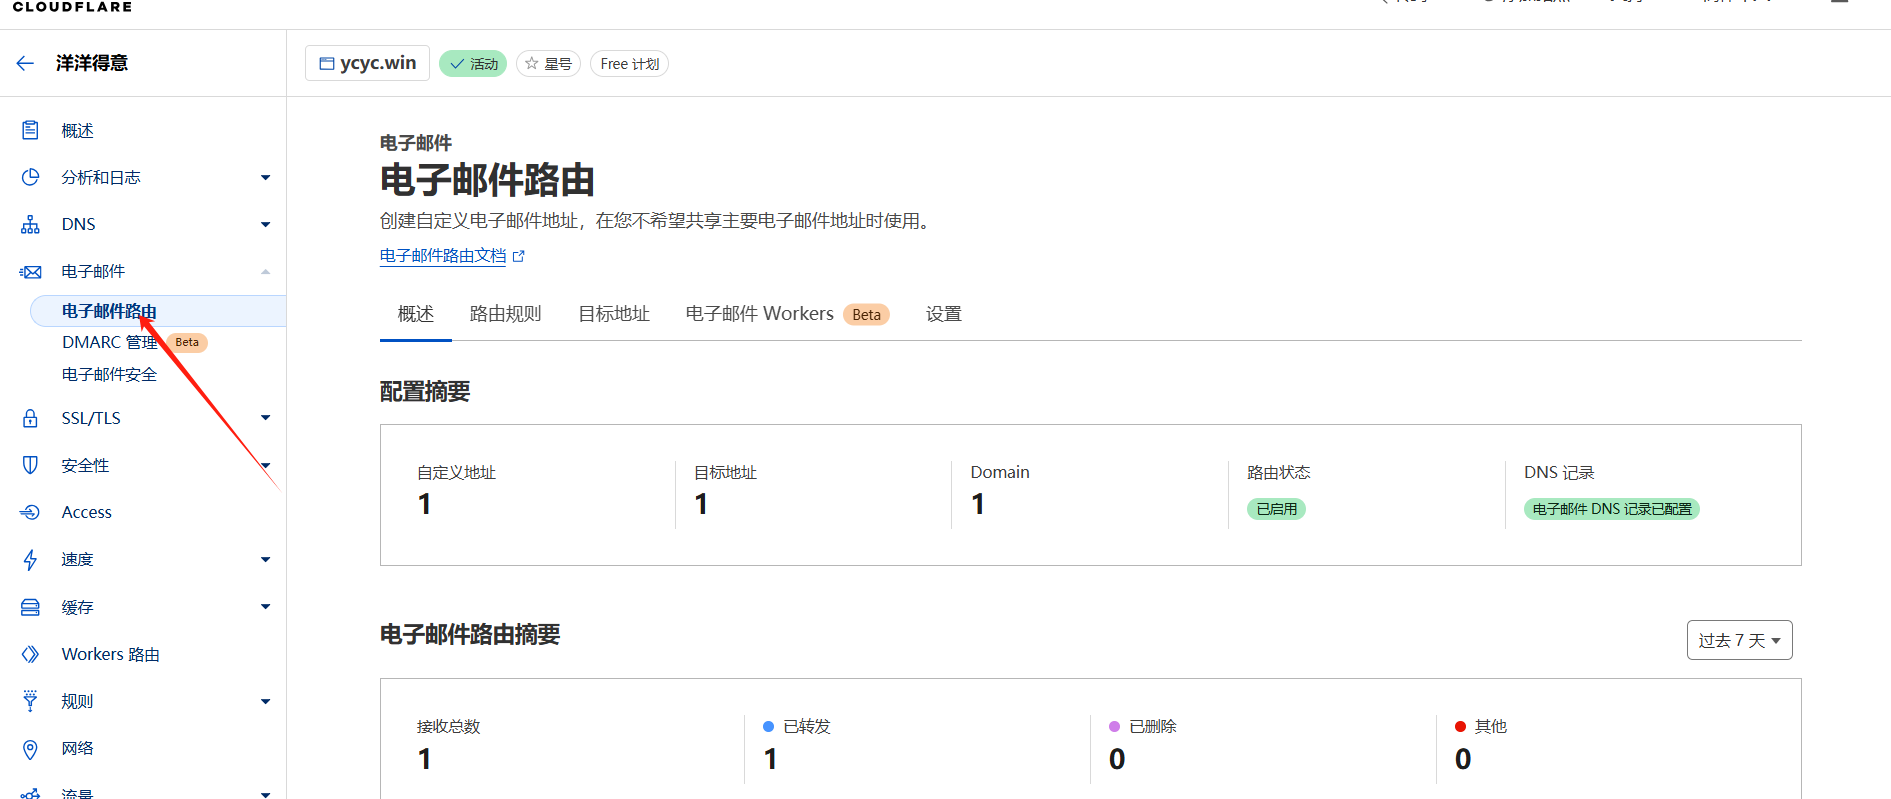 CLOUDFLARE
洋洋得意
ycyc.win
活动
星号
Free 计划
概述
分析和日志
DNS
电子邮件
电子邮件路由
DMARC 管理 Beta
电子邮件安全
SSL/TLS
安全性
Access
速度
缓存
Workers 路由
规则
网络
流量
电子邮件
电子邮件路由
创建自定义电子邮件地址，在您不希望共享主要电子邮件地址时使用。
电子邮件路由文档
概述 路由规则 目标地址 电子邮件 Workers Beta 设置
配置摘要
自定义地址
1
目标地址
1
Domain
1
路由状态
已启用
DNS 记录
电子邮件 DNS 记录已配置
电子邮件路由摘要
过去 7 天
接收总数
1
已转发
1
已删除
0
其他
0